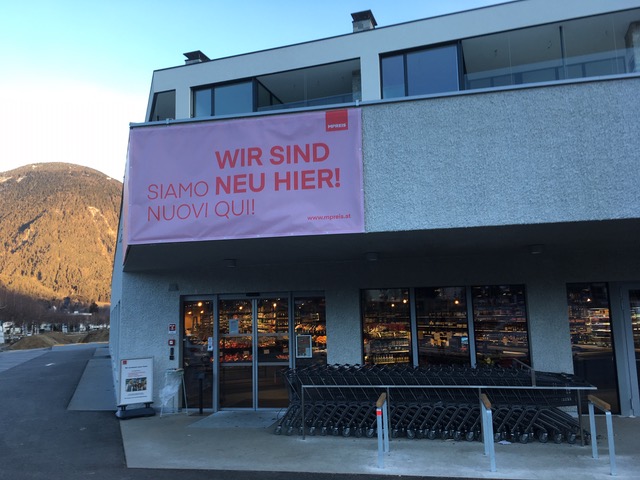 MPREIS
WIR SIND
SIAMO NEU HIER!
NUOVI QUI!
www.mpreis.at